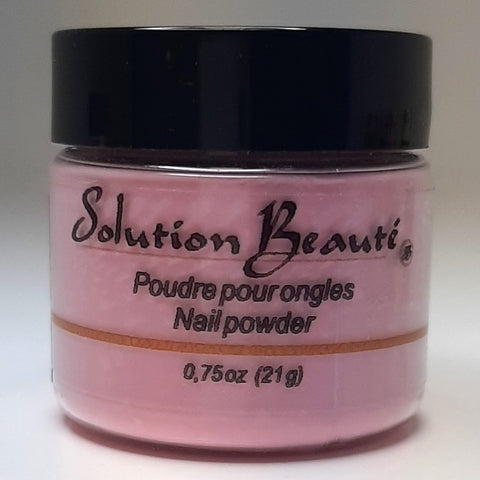 Solution Beauté
Poudre pour ongles
Nail powder
0,75oz (21g)